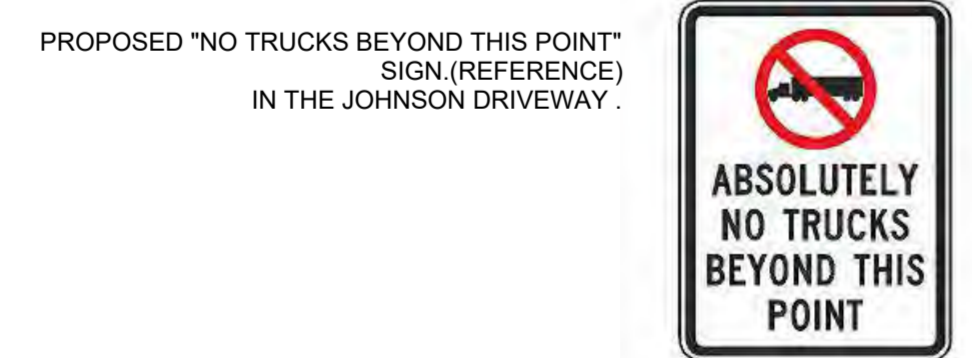 PROPOSED "NO TRUCKS BEYOND THIS POINT"
SIGN.(REFERENCE)
IN THE JOHNSON DRIVEWAY .
ABSOLUTELY
NO TRUCKS
BEYOND THIS
POINT